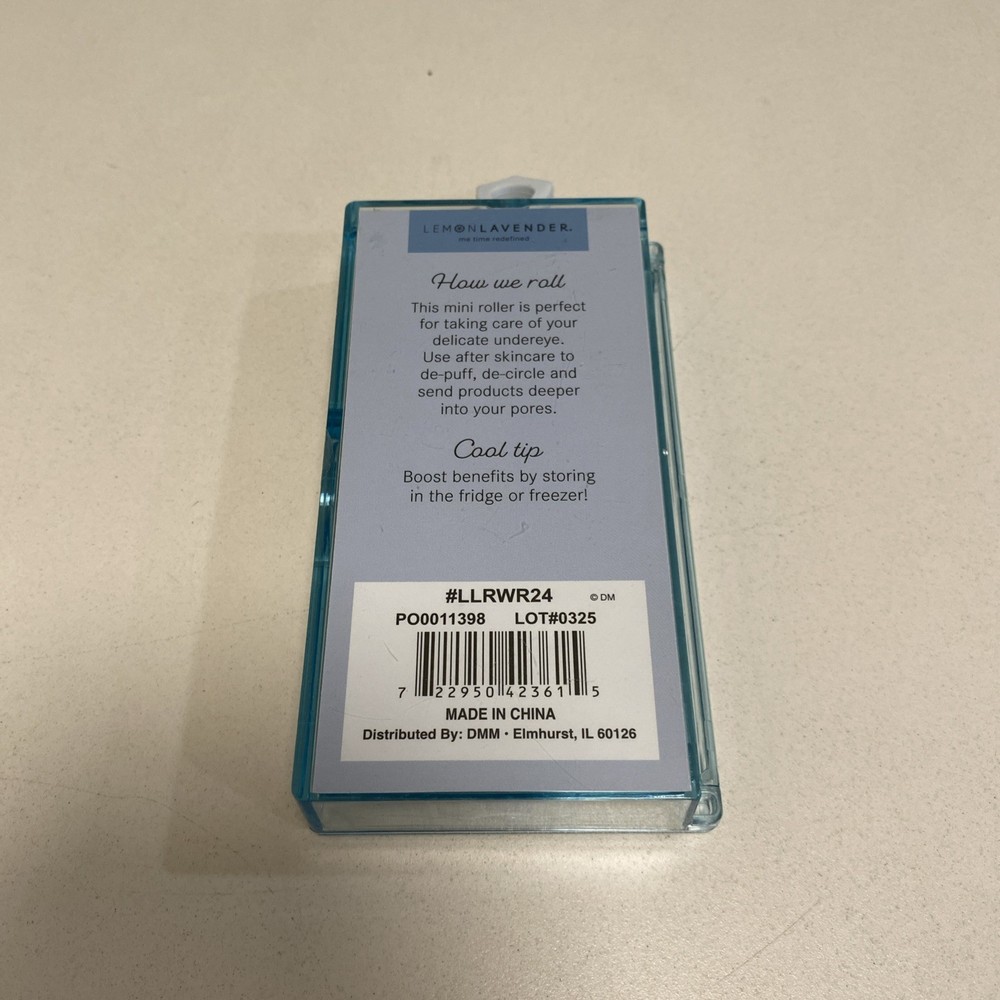 LEMONLAVENDER®
me time redefined
How we roll
This mini roller is perfect
for taking care of your
delicate undereye.
Use after skincare to
de-puff, de-circle and
send products deeper
into your pores.
Cool tip
Boost benefits by storing
in the fridge or freezer!
#LLRWR24 © DM
PO0011398 LOT#0325
7 22950 42361 5
MADE IN CHINA
Distributed By: DMM • Elmhurst, IL 60126